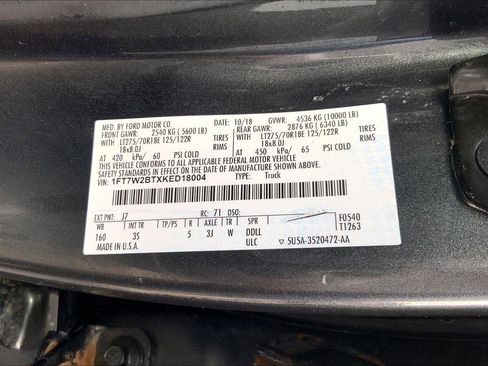 MFD. BY FORD MOTOR CO. 10/18 GVWR: 4536 KG (10000 LB)
FRONT GAWR: 2540 KG (5600 LB) REAR GAWR: 2876 KG (6340 LB)
WITH LT275/70R18E 125/122R WITH LT275/70R18E 125/122R
TIRES 18x8.0J TIRES 18x8.0J
RIMS
AT 420 kPa/ 60 PSI COLD AT 450 kPa/ 65 PSI COLD
THIS VEHICLE CONFORMS TO ALL APPLICABLE FEDERAL MOTOR VEHICLE
SAFETY STANDARDS IN EFFECT ON THE DATE OF MANUFACTURE SHOWN ABOVE.
VIN: 1FT7W2BTXKED18004 TYPE: Truck
EXT PNT: J7 RC: 71 DSO: F0540
WB INT TR TP/PS R AXLE TR SPR T1263
160 3S 5 3J W DDLL
MADE IN U.S.A. ULC 5U5A-3520472-AA